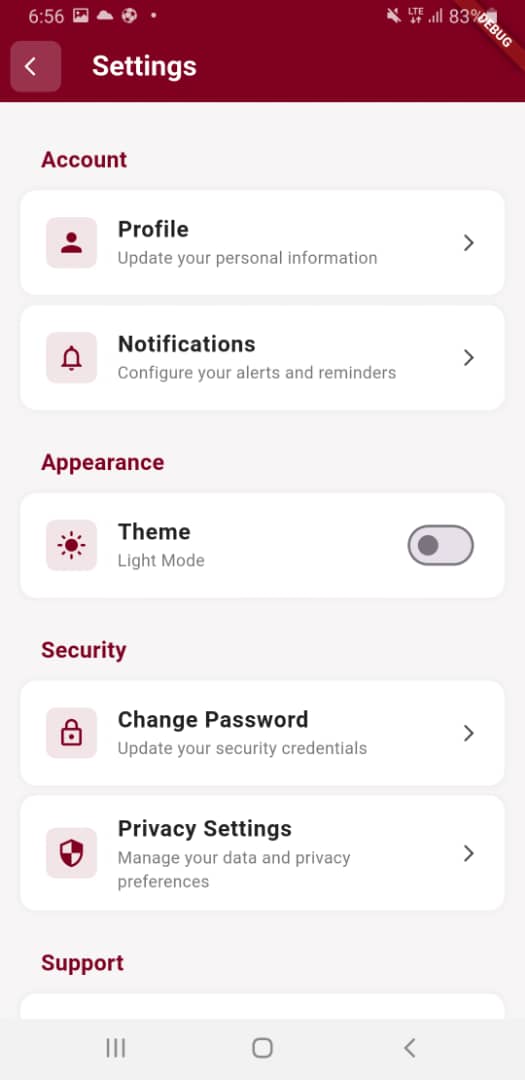 6:56
LTE
83%
DEBUG
Settings
Account
Profile
Update your personal information
Notifications
Configure your alerts and reminders
Appearance
Theme
Light Mode
Security
Change Password
Update your security credentials
Privacy Settings
Manage your data and privacy
preferences
Support